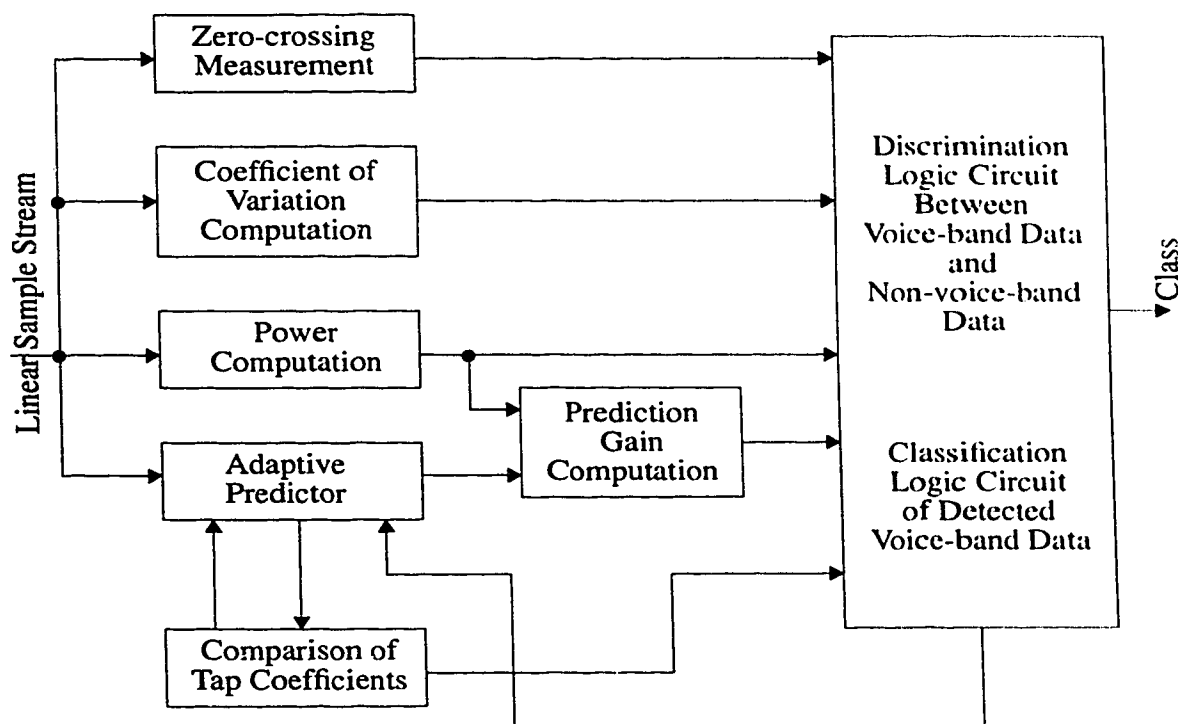 Linear Sample Stream
Zero-crossing
Measurement
Coefficient of
Variation
Computation
Power
Computation
Adaptive
Predictor
Comparison of
Tap Coefficients
Prediction
Gain
Computation
Discrimination
Logic Circuit
Between
Voice-band Data
and
Non-voice-band
Data
Classification
Logic Circuit
of Detected
Voice-band Data
Class